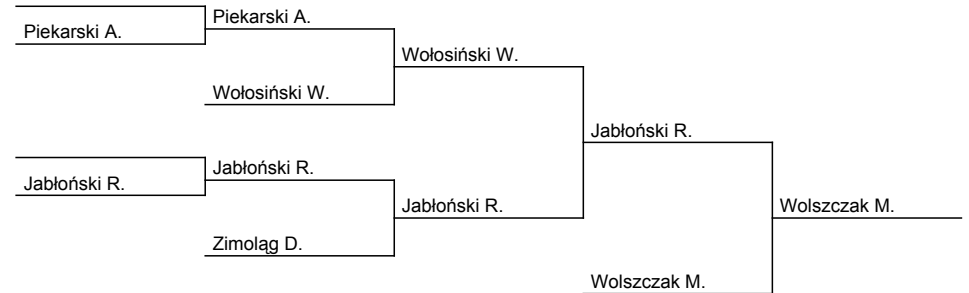 Piekarski A.
Piekarski A.
Wołosiński W.
Wołosiński W.
Jabłoński R.
Jabłoński R.
Jabłoński R.
Jabłoński R.
Wolszczak M.
Zimoląg D.
Wolszczak M.